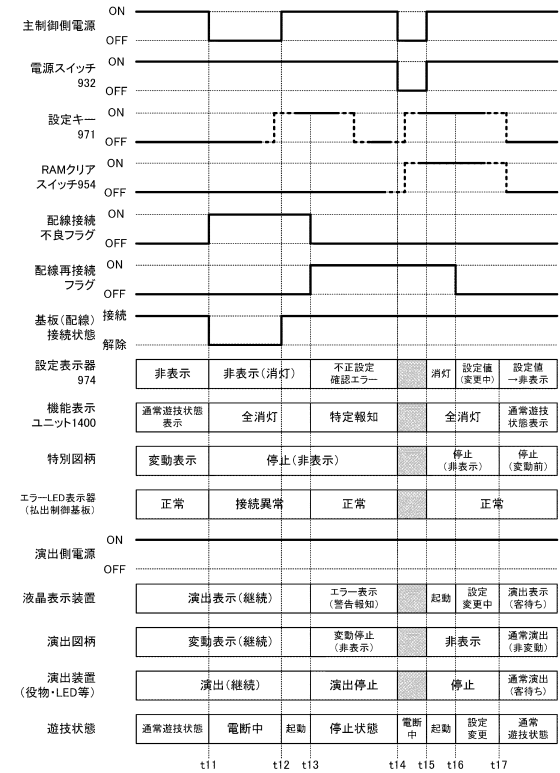 主制御側電源
ON
OFF
電源スイッチ
932
ON
OFF
設定キー
971
ON
OFF
RAMクリア
スイッチ954
ON
OFF
配線接続
不良フラグ
ON
OFF
配線再接続
フラグ
ON
OFF
基板(配線)
接続状態
接続
解除
設定表示器
974
非表示
非表示(消灯)
不正設定
確認エラー
消灯
設定値
(変更中)
設定値
→非表示
機能表示
ユニット1400
通常遊技状態
表示
全消灯
特定報知
全消灯
通常遊技
状態表示
特別図柄
変動表示
停止(非表示)
停止
(非表示)
停止
(変動前)
エラーLED表示器
(払出制御基板)
正常
接続異常
正常
正常
演出側電源
ON
OFF
液晶表示装置
演出表示(継続)
エラー表示
(警告報知)
起動
設定
変更中
演出表示
(客待ち)
演出図柄
変動表示(継続)
変動停止
(非表示)
非表示
通常演出
(非変動)
演出装置
(役物・LED等)
演出(継続)
演出停止
停止
通常演出
(客待ち)
遊技状態
通常遊技状態
電断中
起動
停止状態
電断
中
起動
設定
変更
通常
遊技状態
t11
t12
t13
t14
t15
t16
t17